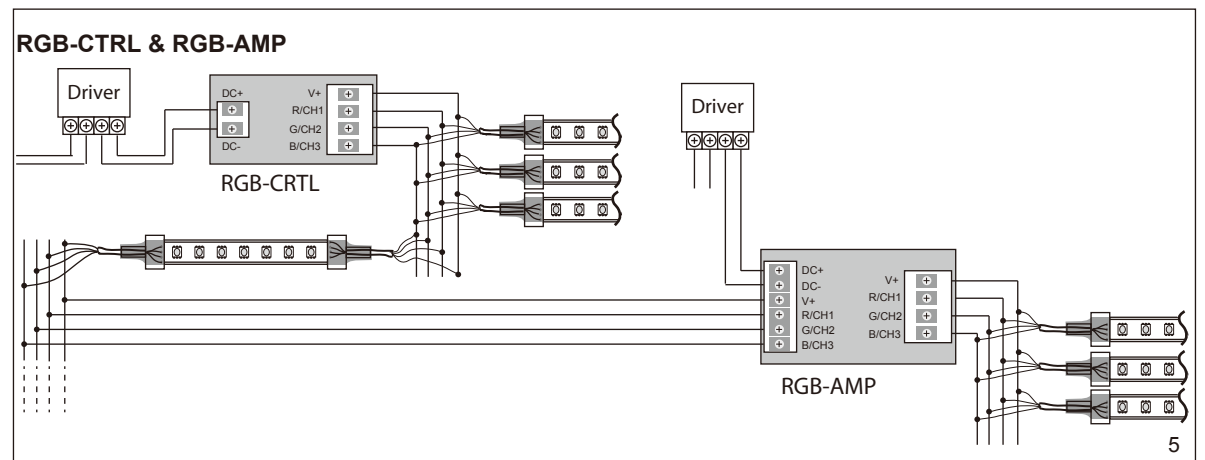 RGB-CTRL & RGB-AMP
Driver
DC+
DC-
V+
R/CH1
G/CH2
B/CH3
RGB-CRTL
Driver
DC+
DC-
V+
R/CH1
G/CH2
B/CH3
V+
R/CH1
G/CH2
B/CH3
RGB-AMP
5